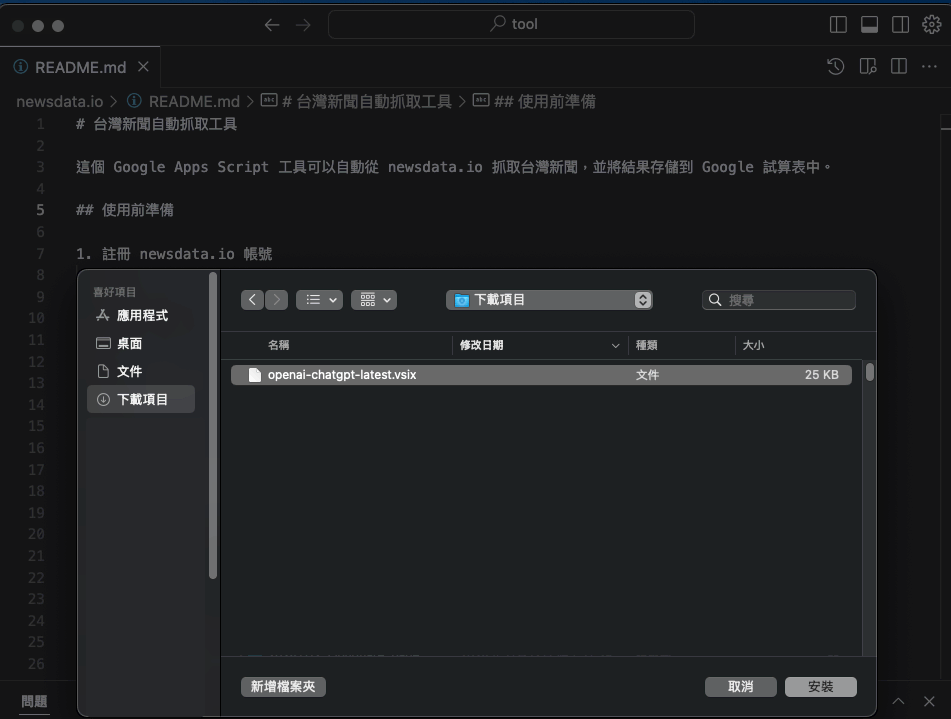 tool
README.md
newsdata.io > README.md > # 台灣新聞自動抓取工具 > ## 使用前準備
1 # 台灣新聞自動抓取工具
2
3 這個 Google Apps Script 工具可以自動從 newsdata.io 抓取台灣新聞，並將結果存儲到 Google 試算表中。
4
5 ## 使用前準備
6
7 1. 註冊 newsdata.io 帳號
8
9
10
11
12
13
14
15
16
17
18
19
20
21
22
23
24
25
26
喜好項目
應用程式
桌面
文件
下載項目
下載項目
搜尋
名稱 修改日期 種類 大小
openai-chatgpt-latest.vsix 文件 25 KB
新增檔案夾 取消 安裝
問題